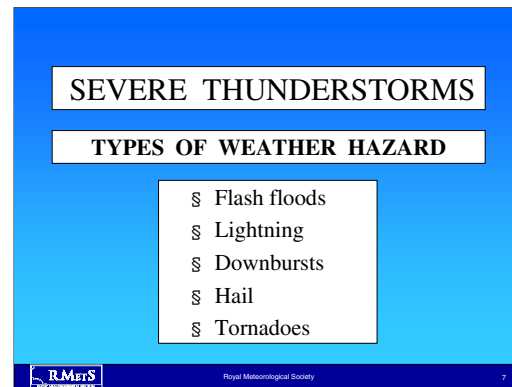 SEVERE THUNDERSTORMS
TYPES OF WEATHER HAZARD
§ Flash floods
§ Lightning
§ Downbursts
§ Hail
§ Tornadoes
RMETS
Royal Meteorological Society
7